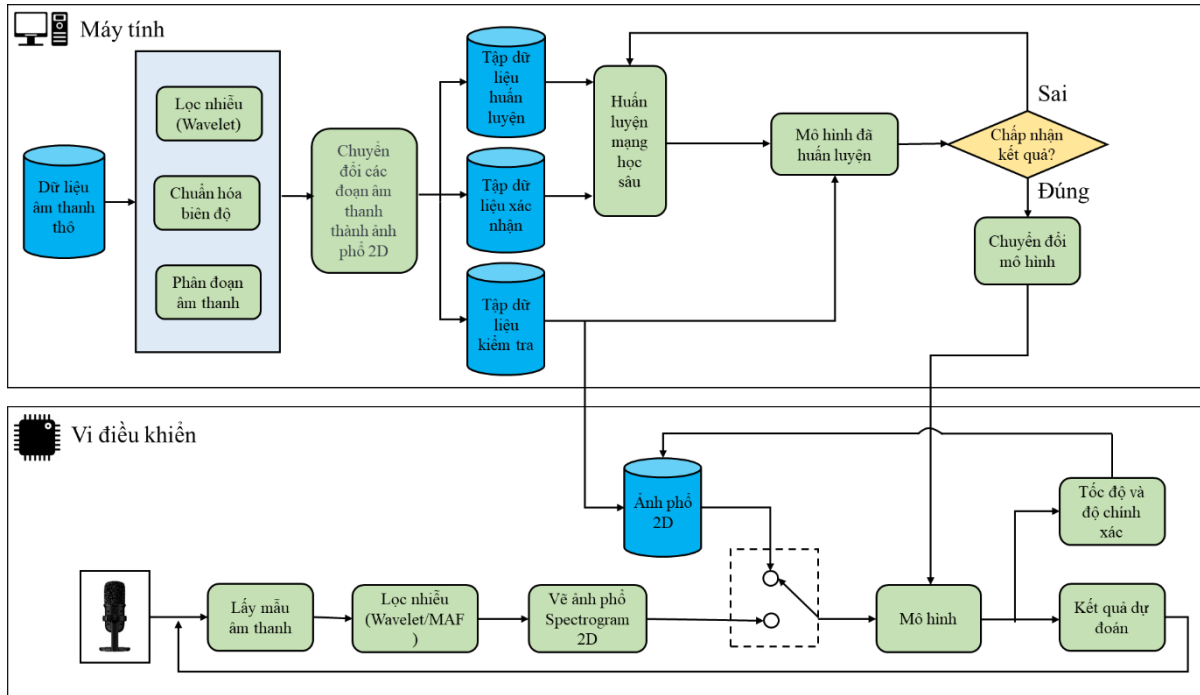 Máy tính
Lọc nhiễu
(Wavelet)
Chuẩn hóa
biên độ
Phân đoạn
âm thanh
Dữ liệu
âm thanh
thô
Chuyển
đổi các
đoạn âm
thanh
thành ảnh
phổ 2D
Tập dữ
liệu
huấn
luyện
Tập dữ
liệu xác
nhận
Tập dữ
liệu
kiểm tra
Huấn
luyện
mạng
học
sâu
Mô hình đã
huấn luyện
Sai
Chấp nhận
kết quả?
Đúng
Chuyển đổi
mô hình
Vi điều khiển
Ảnh phổ
2D
Tốc độ và
độ chính
xác
Lấy mẫu
âm thanh
Lọc nhiễu
(Wavelet/MAF
)
Vẽ ảnh phổ
Spectrogram
2D
Mô hình
Kết quả dự
đoán